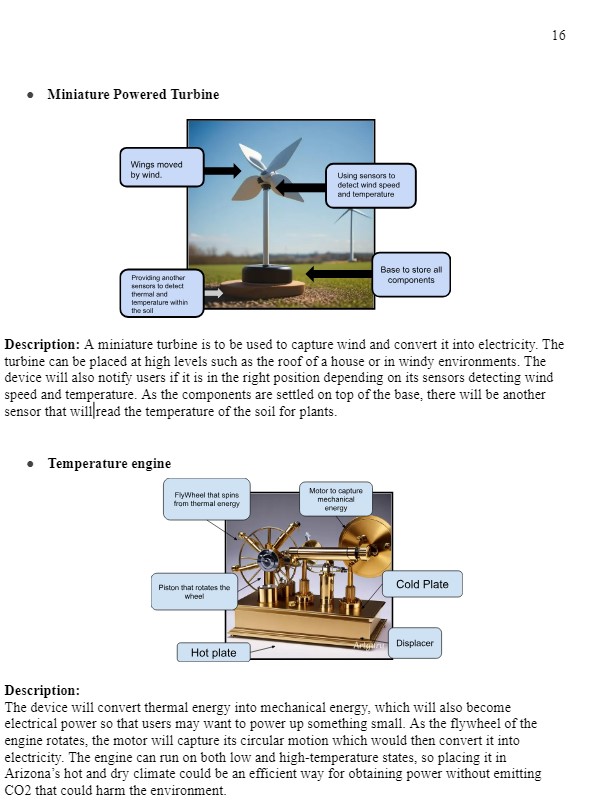 16
Miniature Powered Turbine
Wings moved
by wind.
Using sensors to
detect wind speed
and temperature
Base to store all
components
Providing another
sensors to detect
thermal and
temperature within
the soil
Description: A miniature turbine is to be used to capture wind and convert it into electricity. The
turbine can be placed at high levels such as the roof of a house or in windy environments. The
device will also notify users if it is in the right position depending on its sensors detecting wind
speed and temperature. As the components are settled on top of the base, there will be another
sensor that will read the temperature of the soil for plants.
Temperature engine
FlyWheel that spins
from thermal energy
Motor to capture
mechanical
energy
Piston that rotates the
wheel
Cold Plate
Displacer
Hot plate
Description:
The device will convert thermal energy into mechanical energy, which will also become
electrical power so that users may want to power up something small. As the flywheel of the
engine rotates, the motor will capture its circular motion which would then convert it into
electricity. The engine can run on both low and high-temperature states, so placing it in
Arizona's hot and dry climate could be an efficient way for obtaining power without emitting
CO2 that could harm the environment.